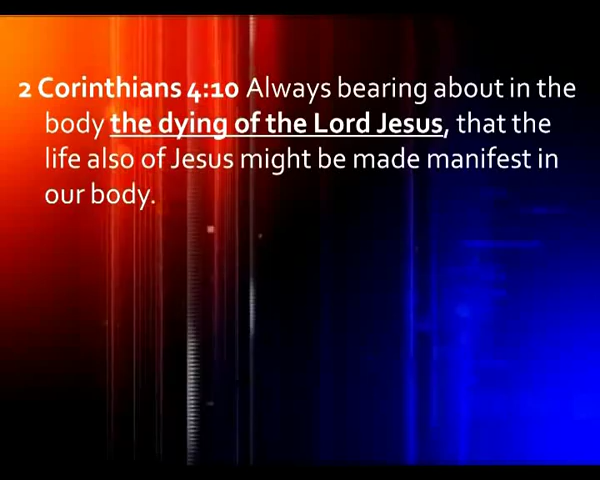 2 Corinthians 4:10 Always bearing about in the
body the dying of the Lord Jesus, that the
life also of Jesus might be made manifest in
our body.